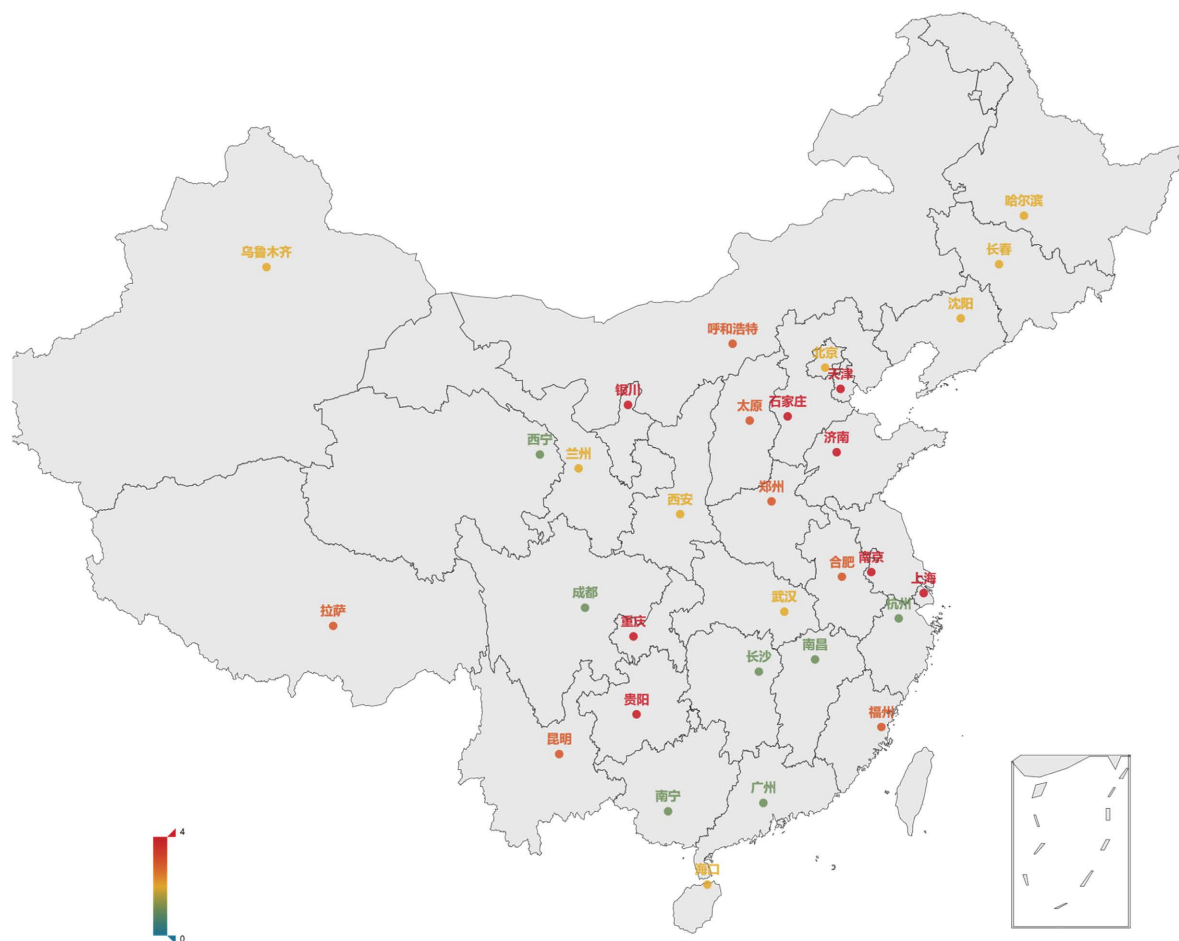 哈尔滨
乌鲁木齐
长春
沈阳
呼和浩特
北京
天津
银川
石家庄
太原
济南
西宁
兰州
郑州
西安
南京
合肥
上海
成都
武汉
杭州
拉萨
重庆
南昌
长沙
贵阳
福州
昆明
广州
南宁
4
海口
0